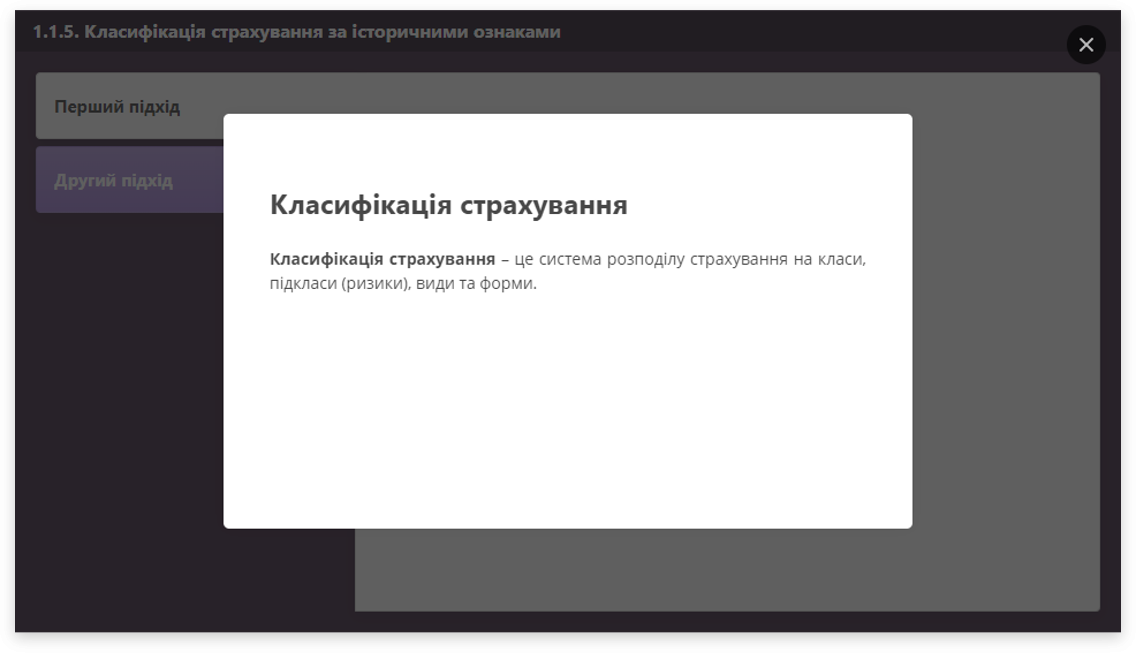 1.1.5. Класифікація страхування за історичними ознаками
Перший підхід
Другий підхід
Класифікація страхування
Класифікація страхування – це система розподілу страхування на класи,
підкласи (ризики), види та форми.